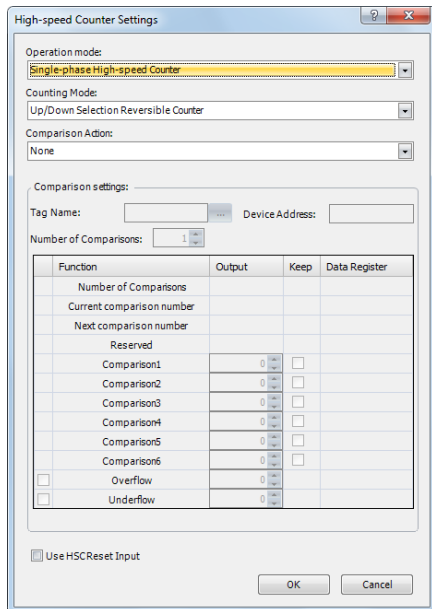 High-speed Counter Settings
Operation mode:
Single-phase High-speed Counter
Counting Mode:
Up/Down Selection Reversible Counter
Comparison Action:
None
Comparison settings:
Tag Name: ... Device Address:
Number of Comparisons: 1
Function Output Keep Data Register
Number of Comparisons
Current comparison number
Next comparison number
Reserved
Comparison1 0
Comparison2 0
Comparison3 0
Comparison4 0
Comparison5 0
Comparison6 0
Overflow 0
Underflow 0
Use HSCReset Input
OK Cancel